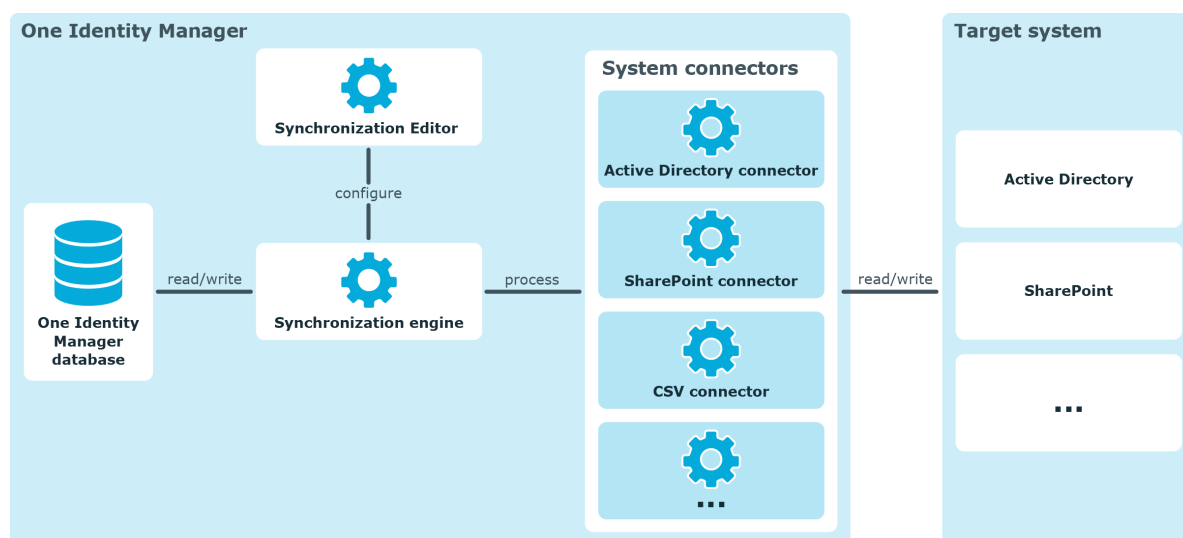 One Identity Manager
Synchronization Editor
configure
One Identity
Manager
database
read/write
Synchronization engine
process
System connectors
Active Directory connector
SharePoint connector
CSV connector
...
read/write
Target system
Active Directory
SharePoint
...